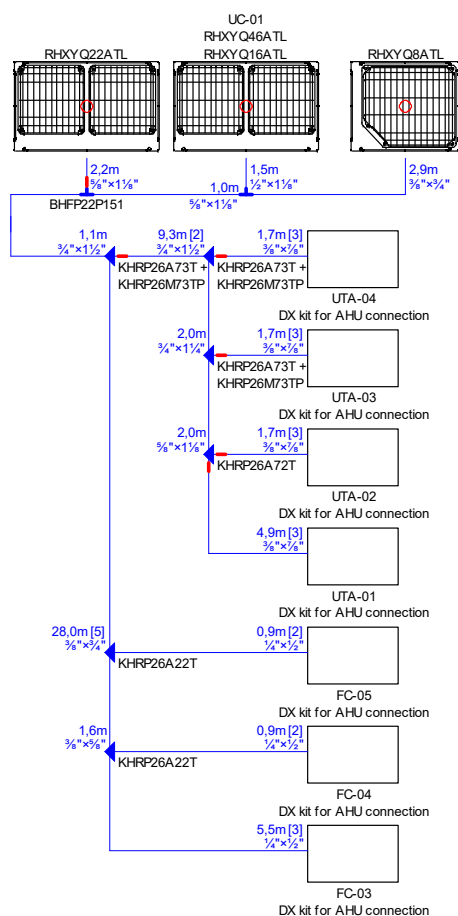 UC-01
RHXYQ46ATL
RHXYQ22ATL
RHXYQ16ATL
RHXYQ8ATL
2,2m
⅝"×1⅛"
1,5m
½"×1⅛"
2,9m
⅜"×¾"
1,0m
⅝"×1⅛"
BHFP22P151
1,1m
¾"×1½"
9,3m [2]
¾"×1½"
1,7m [3]
⅜"×⅞"
KHRP26A73T +
KHRP26M73TP
KHRP26A73T +
KHRP26M73TP
UTA-04
DX kit for AHU connection
2,0m
¾"×1¼"
1,7m [3]
⅜"×⅞"
KHRP26A73T +
KHRP26M73TP
UTA-03
DX kit for AHU connection
2,0m
⅝"×1⅛"
1,7m [3]
⅜"×⅞"
KHRP26A72T
UTA-02
DX kit for AHU connection
4,9m [3]
⅜"×⅞"
UTA-01
DX kit for AHU connection
28,0m [5]
⅜"×¾"
0,9m [2]
¼"×½"
KHRP26A22T
FC-05
DX kit for AHU connection
1,6m
⅜"×⅝"
0,9m [2]
¼"×½"
KHRP26A22T
FC-04
DX kit for AHU connection
5,5m [3]
¼"×½"
FC-03
DX kit for AHU connection